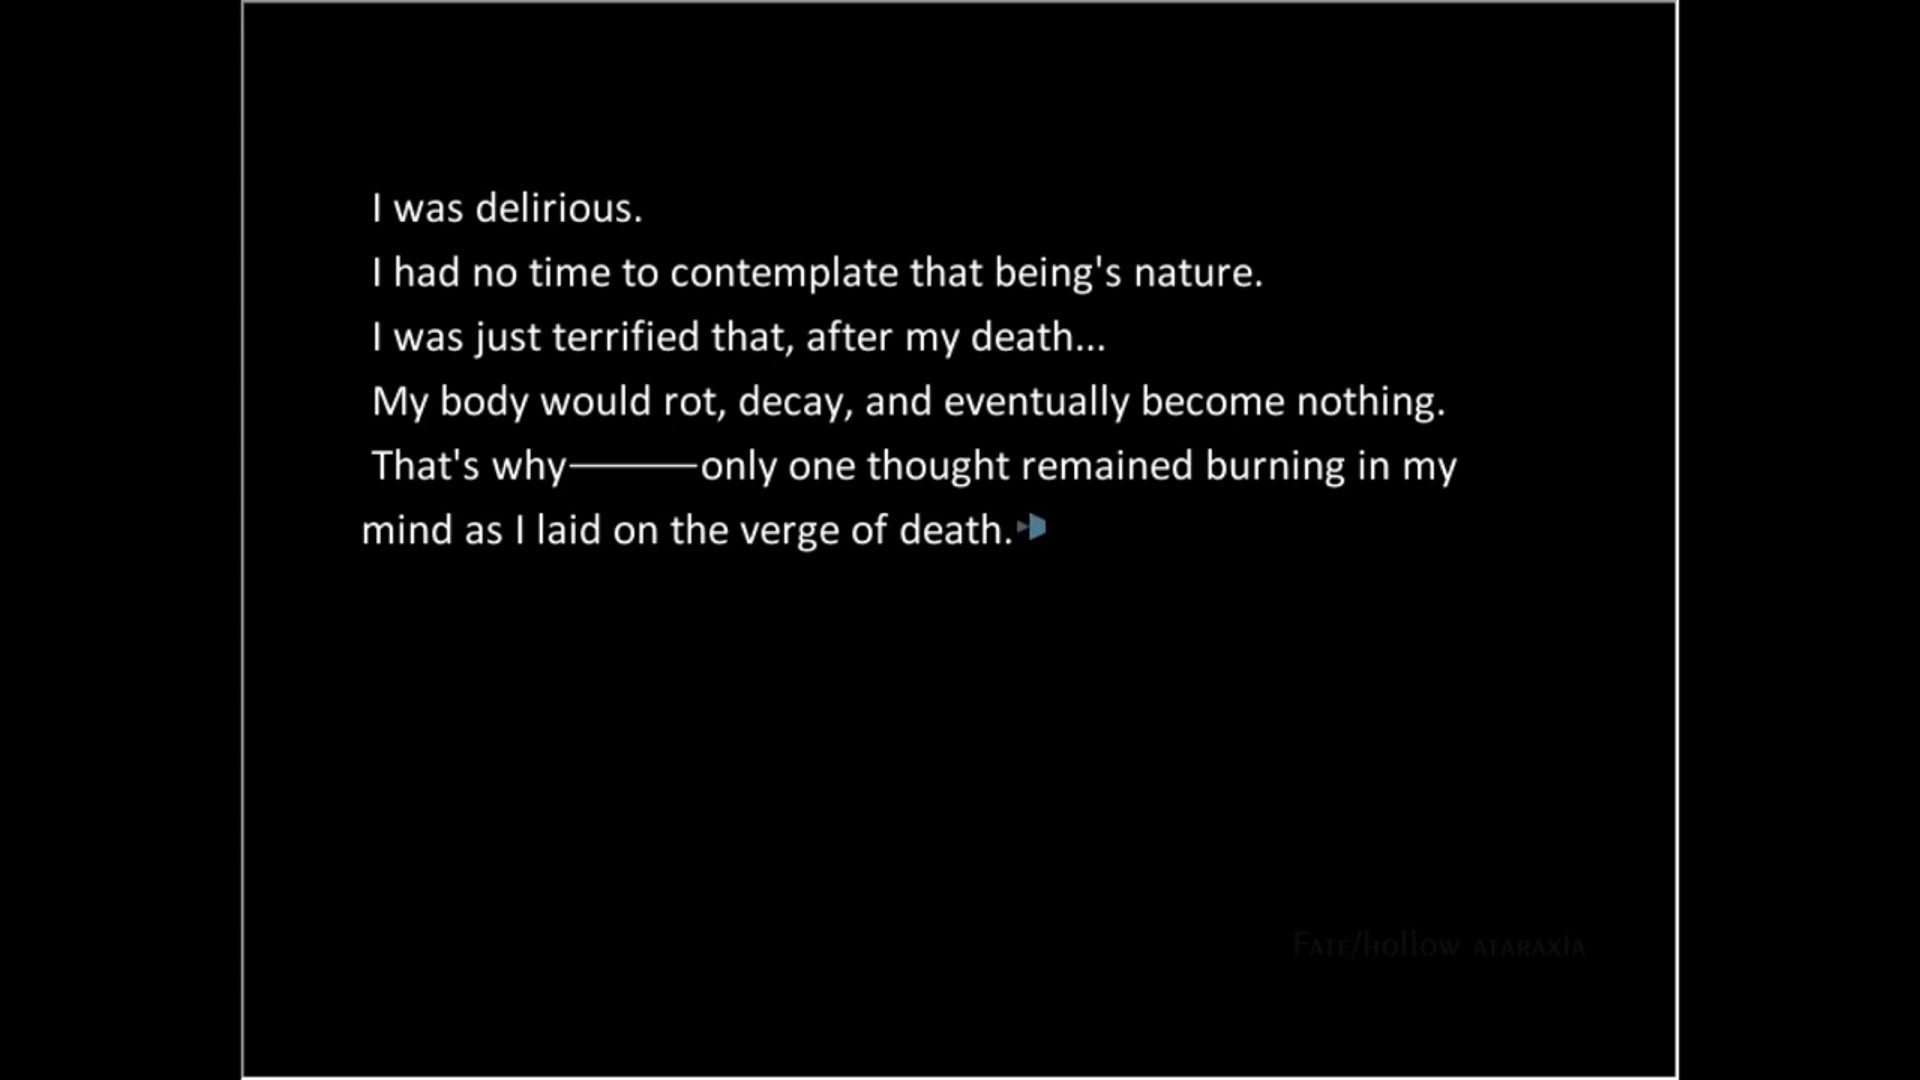 I was delirious.
I had no time to contemplate that being's nature.
I was just terrified that, after my death...
My body would rot, decay, and eventually become nothing.
That's why————only one thought remained burning in my
mind as I laid on the verge of death.
Fate/hollow ataraxia